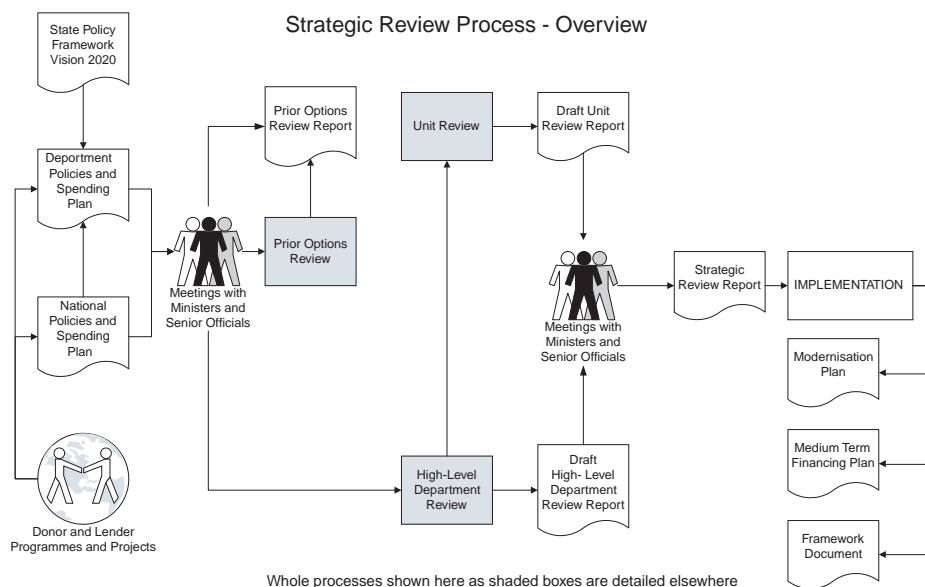 Strategic Review Process - Overview
State Policy
Framework
Vision 2020
Department
Policies and
Spending
Plan
National
Policies and
Spending
Plan
Donor and Lender
Programmes and Projects
Meetings with
Ministers and
Senior Officials
Prior Options
Review Report
Prior Options
Review
Unit Review
High-Level
Department
Review
Draft Unit
Review Report
Meetings with
Ministers and
Senior Officials
Draft
High- Level
Department
Review Report
Strategic
Review Report
IMPLEMENTATION
Modernisation
Plan
Medium Term
Financing Plan
Framework
Document
Whole processes shown here as shaded boxes are detailed elsewhere